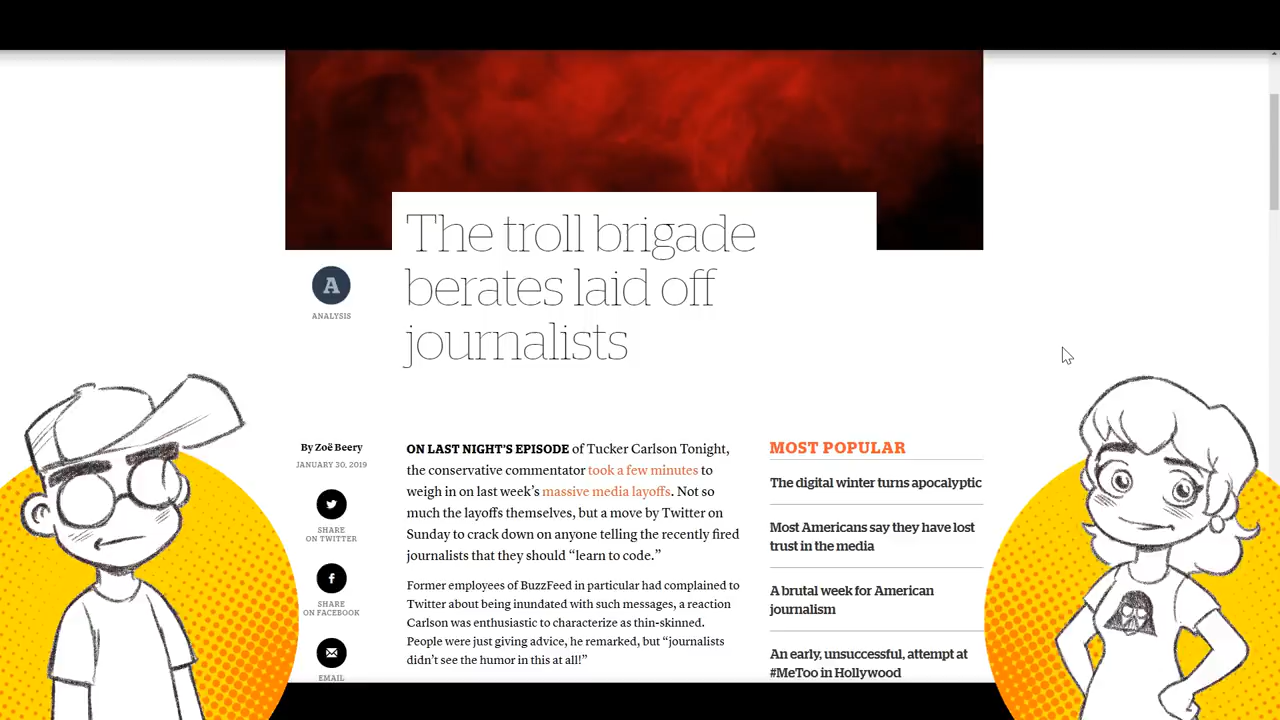 The troll brigade
berates laid off
journalists
A
ANALYSIS
By Zoë Beery
JANUARY 30, 2019
SHARE
ON TWITTER
SHARE
ON FACEBOOK
EMAIL
ON LAST NIGHT'S EPISODE of Tucker Carlson Tonight,
the conservative commentator took a few minutes to
weigh in on last week's massive media layoffs. Not so
much the layoffs themselves, but a move by Twitter on
Sunday to crack down on anyone telling the recently fired
journalists that they should “learn to code.”
Former employees of BuzzFeed in particular had complained to
Twitter about being inundated with such messages, a reaction
Carlson was enthusiastic to characterize as thin-skinned.
People were just giving advice, he remarked, but “journalists
didn't see the humor in this at all!”
MOST POPULAR
The digital winter turns apocalyptic
Most Americans say they have lost
trust in the media
A brutal week for American
journalism
An early, unsuccessful, attempt at
#MeToo in Hollywood